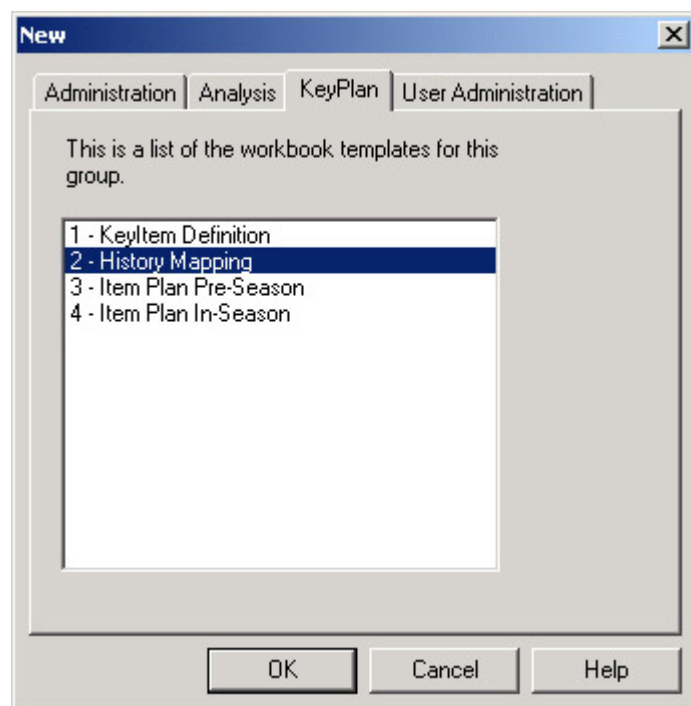 New
Administration Analysis KeyPlan User Administration
This is a list of the workbook templates for this
group.
1 - KeyItem Definition
2 - History Mapping
3 - Item Plan Pre-Season
4 - Item Plan In-Season
OK Cancel Help